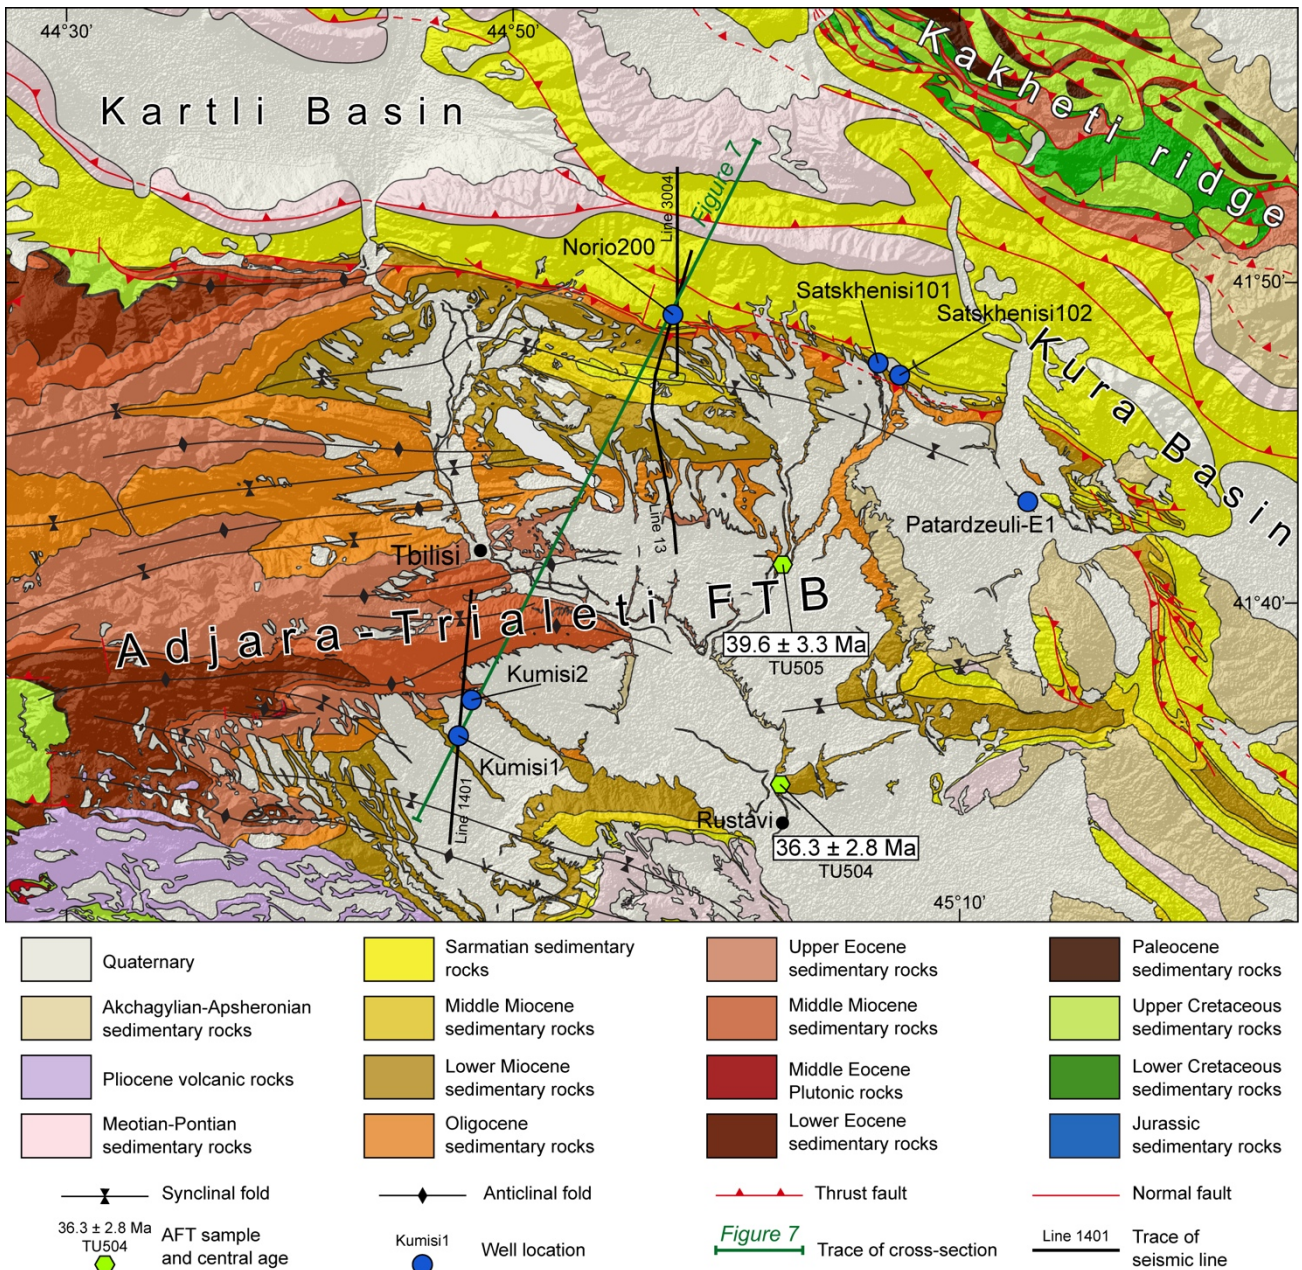 44°30'
44°50'
Kakheti ridge
Kartli Basin
Figure 7
Line 3004
Norio200
41°50'
Satskhenisi101
Satskhenisi102
Kura Basin
Line 13
Patardzeuli-E1
Tbilisi
Adjara-Trialeti FTB
41°40'
39.6 ± 3.3 Ma
TU505
Kumisi2
Kumisi1
Line 1401
Rustavi
36.3 ± 2.8 Ma
TU504
45°10'
Quaternary
Akchagylian-Apsheronian
sedimentary rocks
Pliocene volcanic rocks
Meotian-Pontian
sedimentary rocks
Sarmatian sedimentary
rocks
Middle Miocene
sedimentary rocks
Lower Miocene
sedimentary rocks
Oligocene
sedimentary rocks
Upper Eocene
sedimentary rocks
Middle Miocene
sedimentary rocks
Middle Eocene
Plutonic rocks
Lower Eocene
sedimentary rocks
Paleocene
sedimentary rocks
Upper Cretaceous
sedimentary rocks
Lower Cretaceous
sedimentary rocks
Jurassic
sedimentary rocks
Synclinal fold
Anticlinal fold
Thrust fault
Normal fault
36.3 ± 2.8 Ma
TU504
AFT sample
and central age
Kumisi1
Well location
Figure 7
Trace of cross-section
Line 1401
Trace of
seismic line